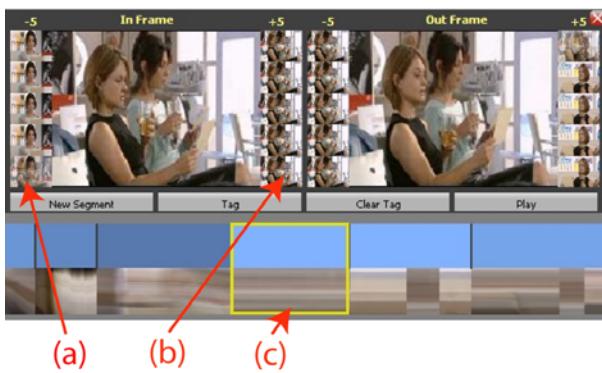 -5 In Frame +5 -5 Out Frame +5
New Segment Tag Clear Tag Play
(a) (b) (c)